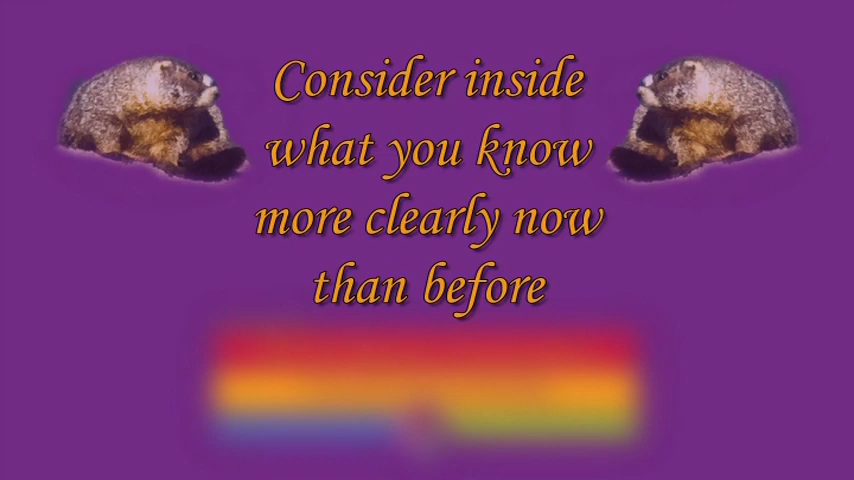 Consider inside
what you know
more clearly now
than before